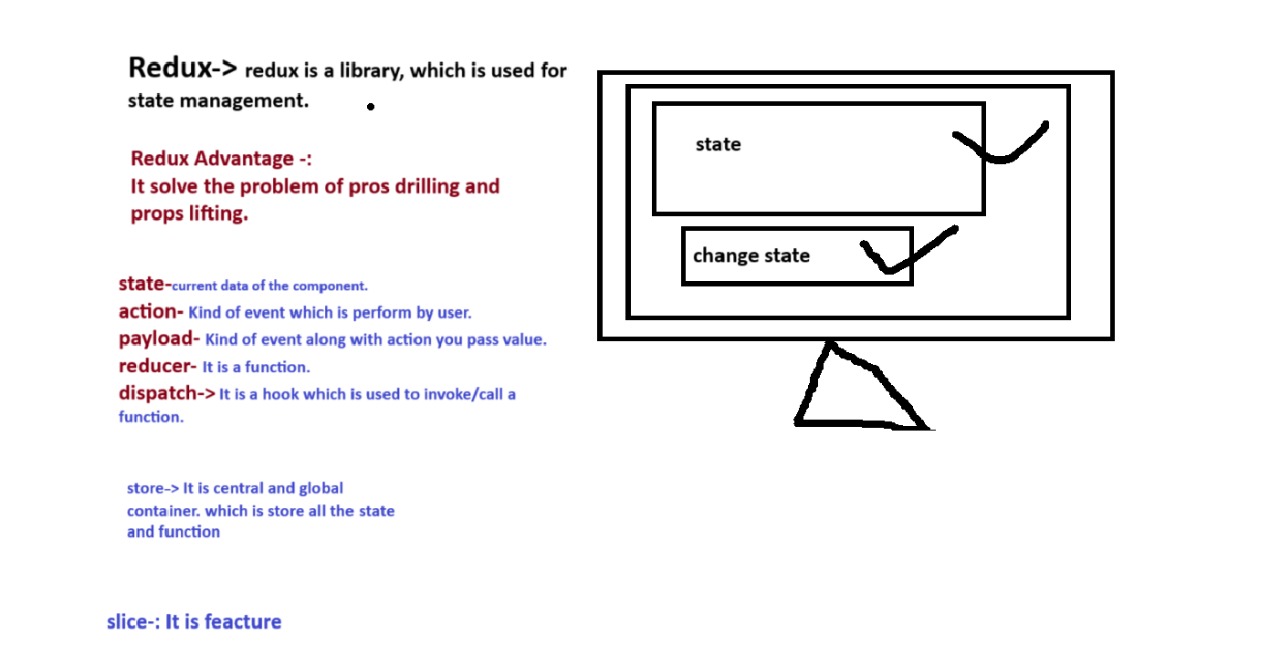 Redux-> redux is a library, which is used for
state management.
Redux Advantage -:
It solve the problem of pros drilling and
props lifting.
state-current data of the component.
action- Kind of event which is perform by user.
payload- Kind of event along with action you pass value.
reducer- It is a function.
dispatch-> It is a hook which is used to invoke/call a
function.
store-> It is central and global
container. which is store all the state
and function
slice-: It is feacture
state
change state